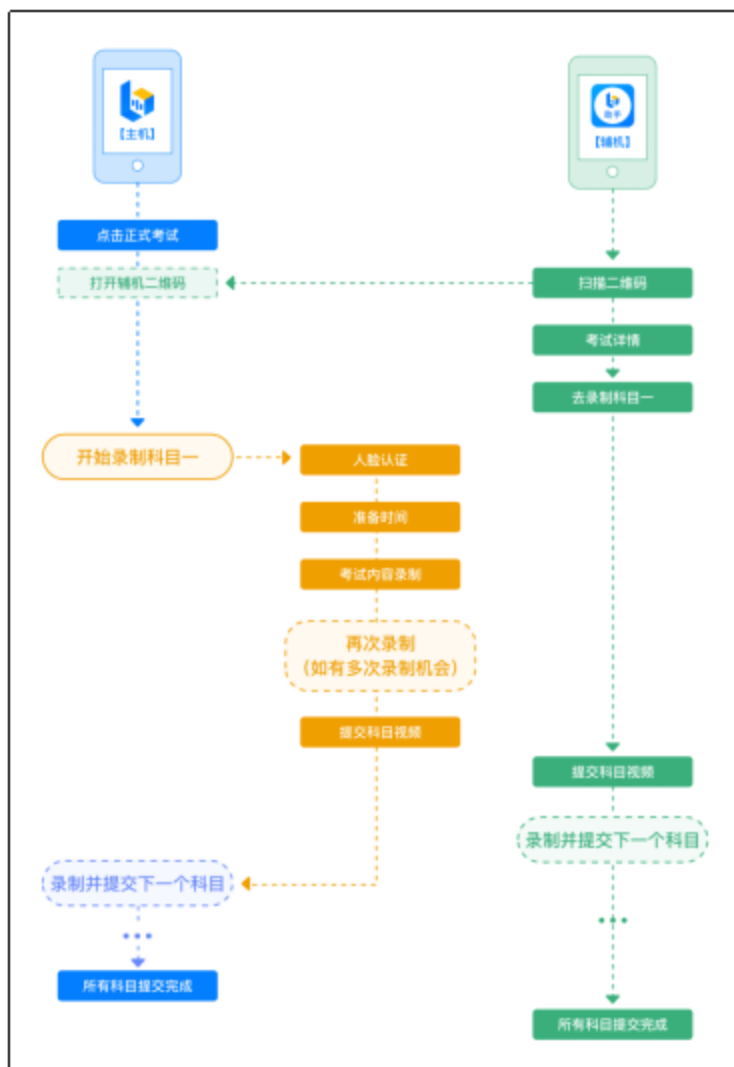 【主机】
助手
【辅机】
点击正式考试
打开辅机二维码
扫描二维码
考试详情
去录制科目一
开始录制科目一
人脸认证
准备时间
考试内容录制
再次录制
（如有多次录制机会）
提交科目视频
提交科目视频
录制并提交下一个科目
录制并提交下一个科目
所有科目提交完成
所有科目提交完成